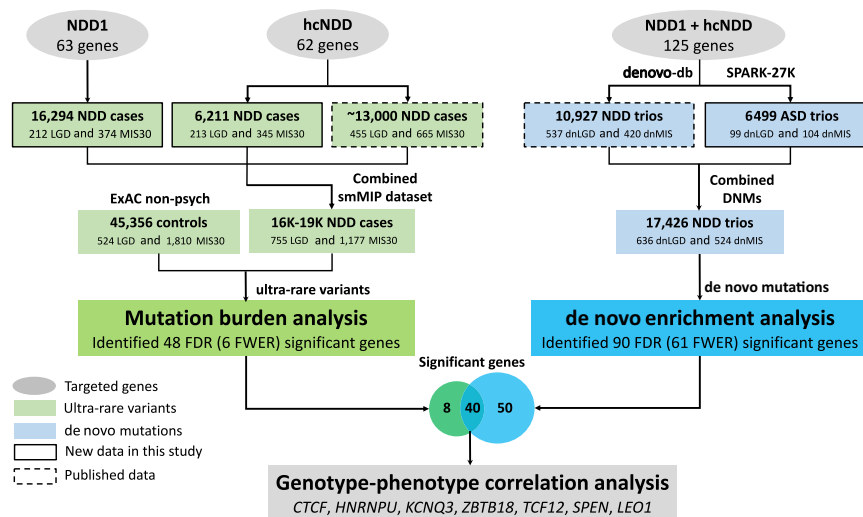 NDD1
63 genes
hcNDD
62 genes
NDD1 + hcNDD
125 genes
denovo-db
SPARK-27K
16,294 NDD cases
212 LGD and 374 MIS30
6,211 NDD cases
213 LGD and 345 MIS30
~13,000 NDD cases
455 LGD and 665 MIS30
10,927 NDD trios
537 dnLGD and 420 dnMIS
6499 ASD trios
99 dnLGD and 104 dnMIS
Combined
smMIP dataset
Combined
DNMs
ExAC non-psych
45,356 controls
524 LGD and 1,810 MIS30
16K-19K NDD cases
755 LGD and 1,177 MIS30
17,426 NDD trios
636 dnLGD and 524 dnMIS
ultra-rare variants
de novo mutations
Mutation burden analysis
Identified 48 FDR (6 FWER) significant genes
de novo enrichment analysis
Identified 90 FDR (61 FWER) significant genes
Significant genes
8
40
50
Targeted genes
Ultra-rare variants
de novo mutations
New data in this study
Published data
Genotype-phenotype correlation analysis
CTCF, HNRNPU, KCNQ3, ZBTB18, TCF12, SPEN, LEO1